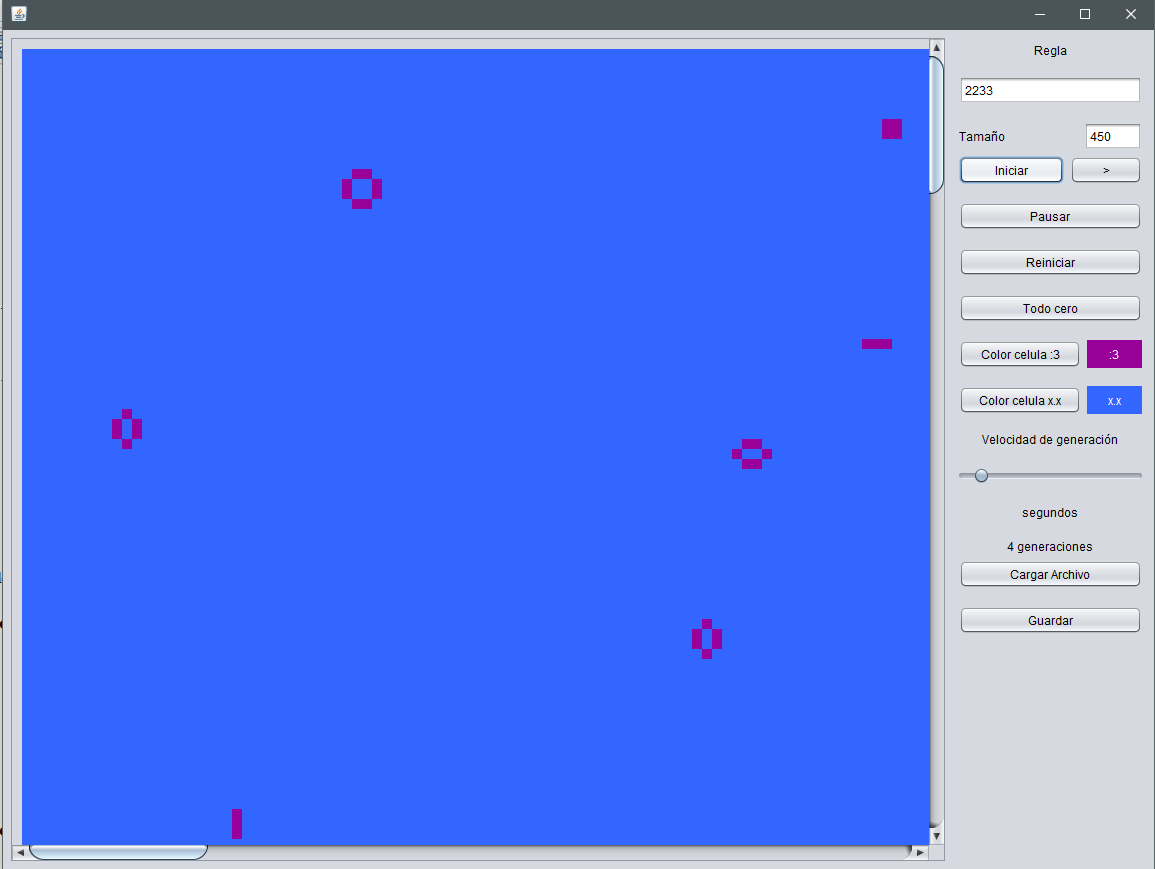 Regla
2233
Tamaño 450
Iniciar >
Pausar
Reiniciar
Todo cero
Color celula :3 :3
Color celula x.x x.x
Velocidad de generación
segundos
4 generaciones
Cargar Archivo
Guardar